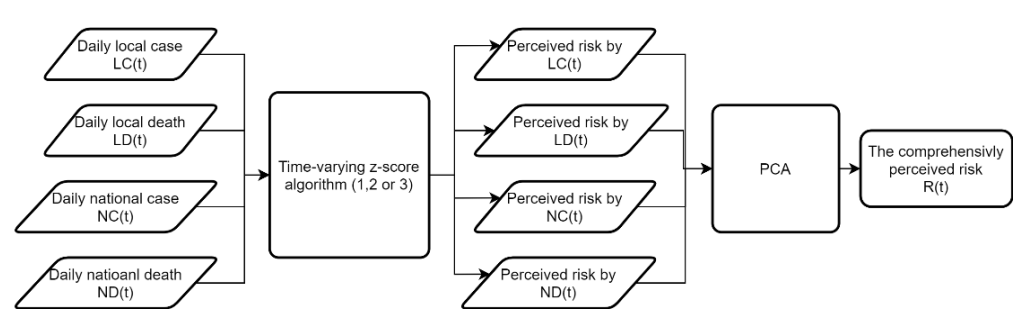 Daily local case
LC(t)
Daily local death
LD(t)
Daily national case
NC(t)
Daily natioanl death
ND(t)
Time-varying z-score
algorithm (1,2 or 3)
Perceived risk by
LC(t)
Perceived risk by
LD(t)
Perceived risk by
NC(t)
Perceived risk by
ND(t)
PCA
The comprehensivly
perceived risk
R(t)